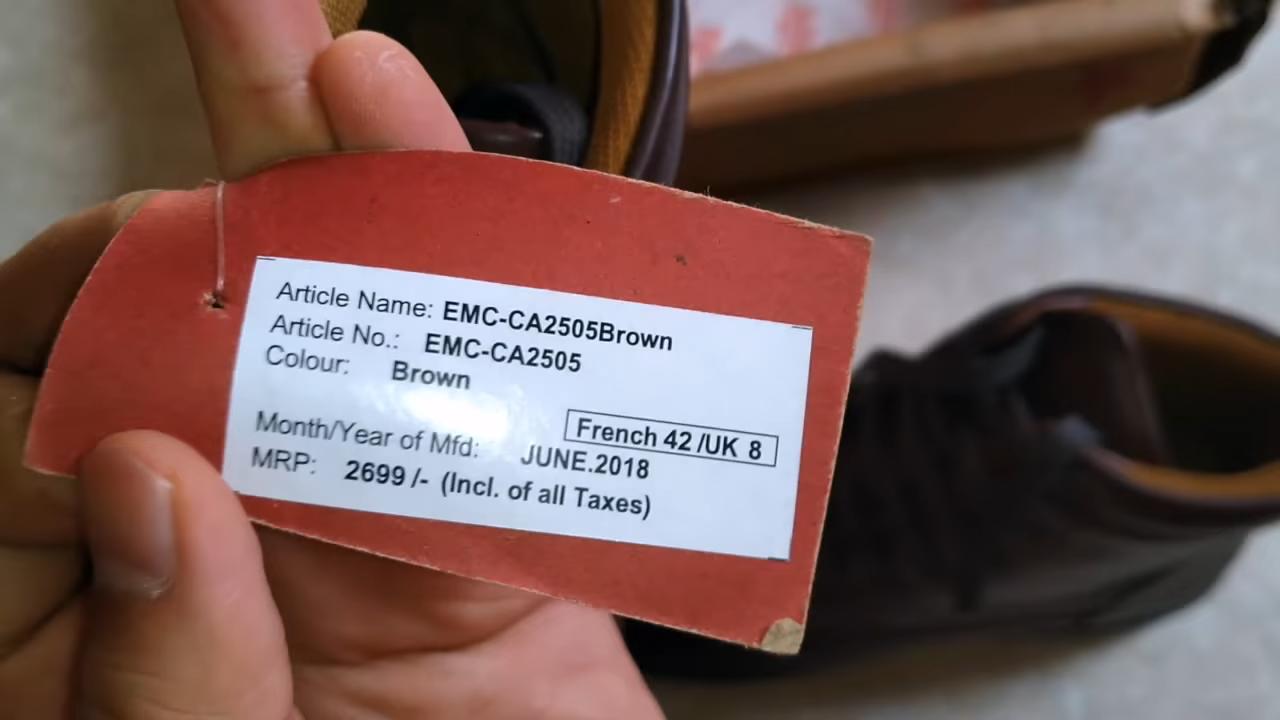 Article Name: EMC-CA2505Brown
Article No.: EMC-CA2505
Colour: Brown
French 42 /UK 8
Month/Year of Mfd: JUNE.2018
MRP: 2699 /- (Incl. of all Taxes)